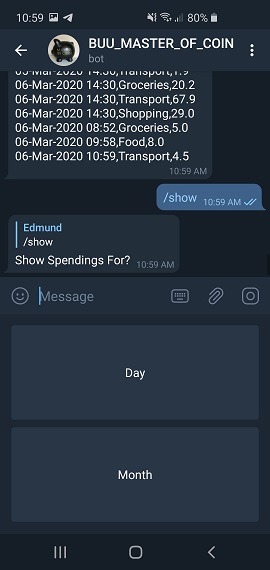 10:59
80%
BUU_MASTER_OF_COIN
bot
05-Mar-2020 14:30,Transport,1.9
06-Mar-2020 14:30,Groceries,20.2
06-Mar-2020 14:30,Transport,67.9
06-Mar-2020 14:30,Shopping,29.0
06-Mar-2020 08:52,Groceries,5.0
06-Mar-2020 09:58,Food,8.0
06-Mar-2020 10:59,Transport,4.5
10:59 AM
/show 10:59 AM
Edmund
/show
Show Spendings For? 10:59 AM
Message
Day
Month